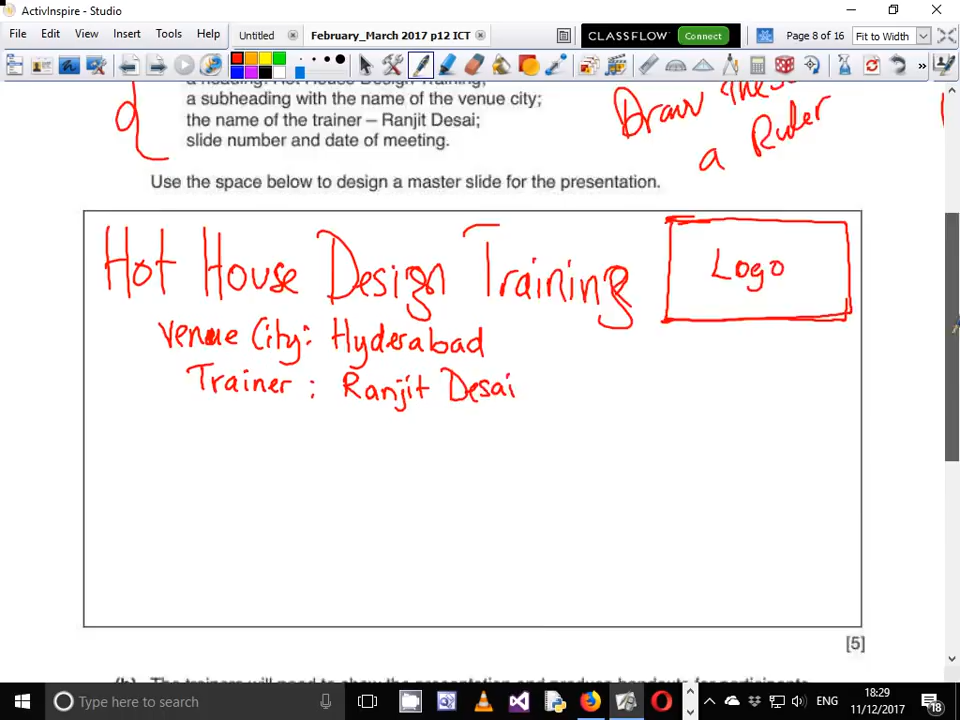 ActivInspire - Studio
File Edit View Insert Tools Help Untitled February_March 2017 p12 ICT CLASSFLOW Connect Page 8 of 16 Fit to Width
a subheading with the name of the venue city;
the name of the trainer – Ranjit Desai;
slide number and date of meeting.
Draw these
a Ruler
Use the space below to design a master slide for the presentation.
Hot House Design Training
Logo
Venue City: Hyderabad
Trainer : Ranjit Desai
[5]
Type here to search
ENG
18:29
11/12/2017
18